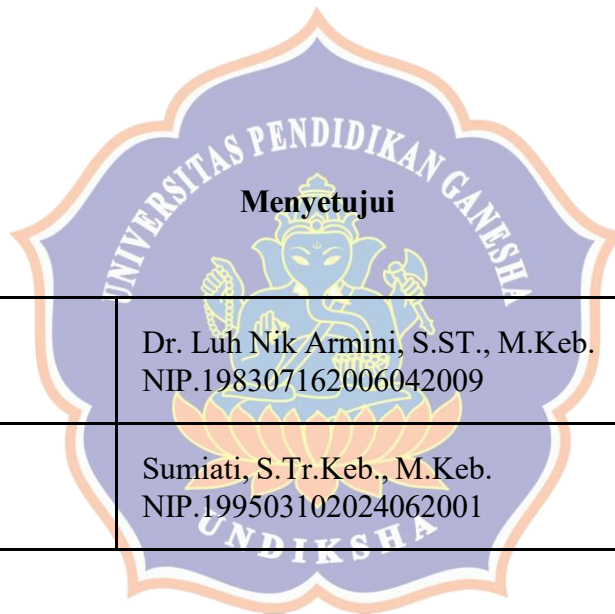 UNIVERSITAS PENDIDIKAN GANESHA
Menyetujui
Dr. Luh Nik Armini, S.ST., M.Keb.
NIP.198307162006042009
Sumiati, S.Tr.Keb., M.Keb.
NIP.199503102024062001
UNDIKSHA